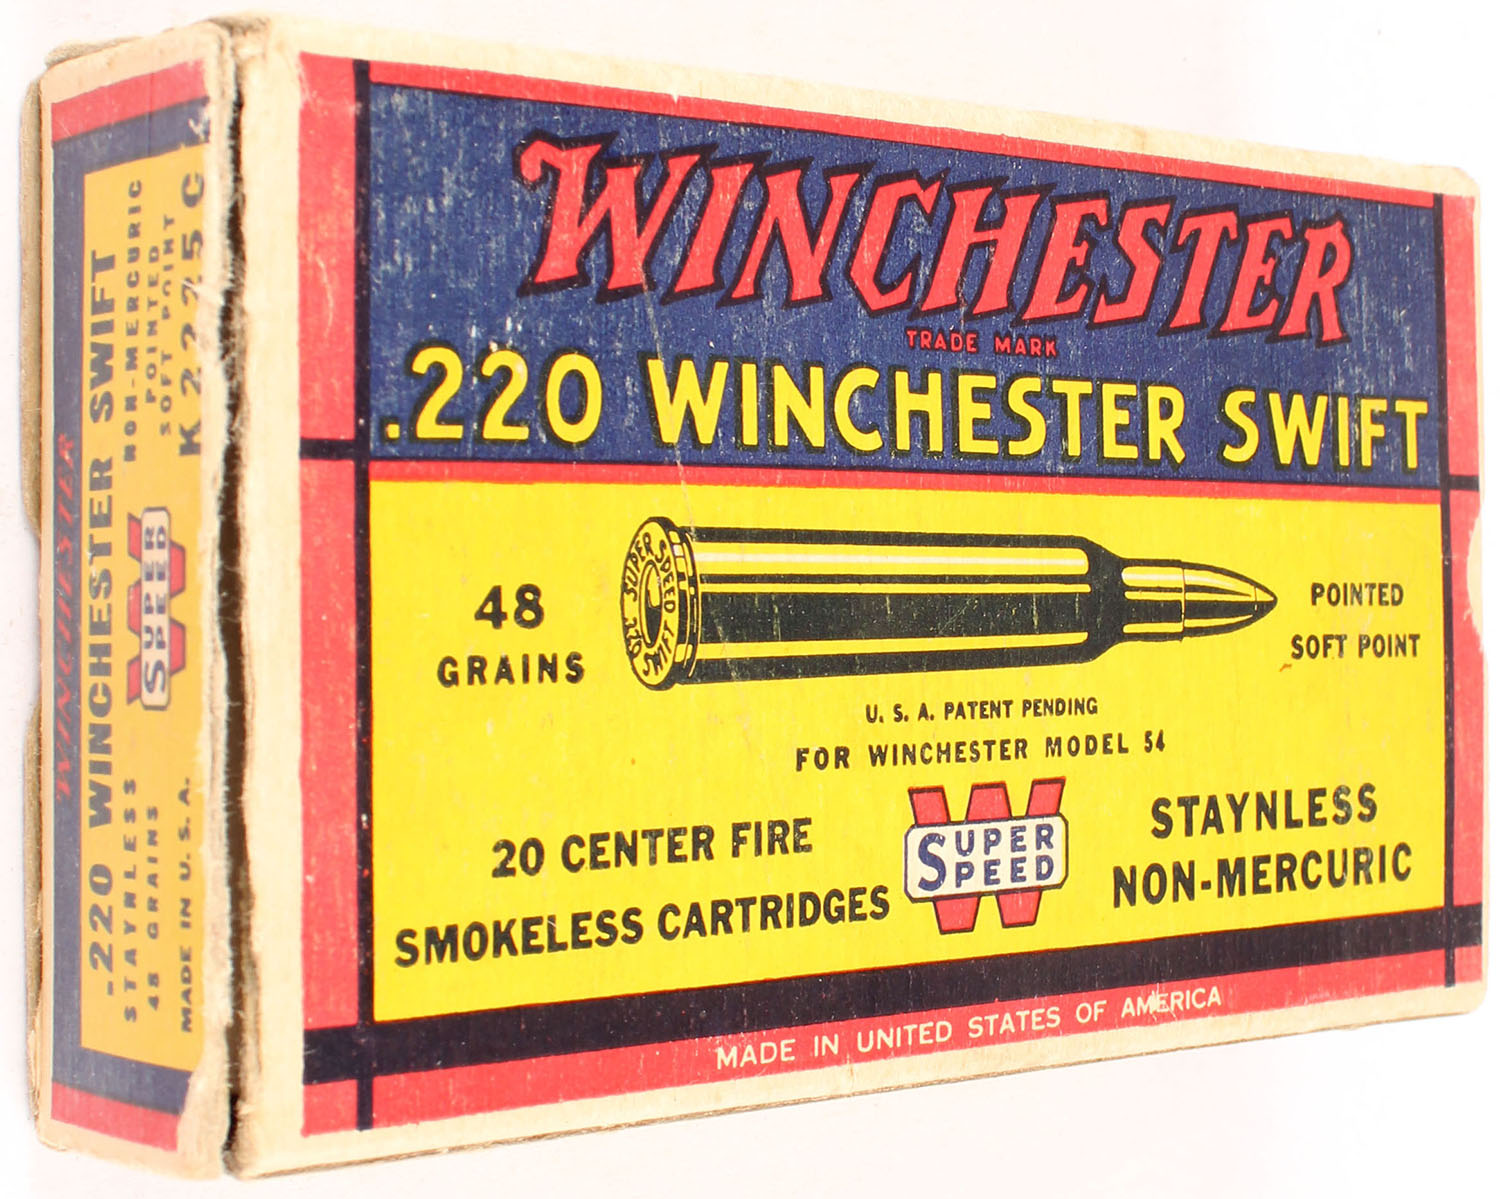 WINCHESTER
TRADE MARK
.220 WINCHESTER SWIFT
SUPER SPEED
.22
SWIFT
48
GRAINS
POINTED
SOFT POINT
U. S. A. PATENT PENDING
FOR WINCHESTER MODEL 54
20 CENTER FIRE
SMOKELESS CARTRIDGES
SUPER
SPEED
W
STAYNLESS
NON-MERCURIC
MADE IN UNITED STATES OF AMERICA
WINCHESTER
.220 WINCHESTER SWIFT
STAYNLESS
NON-MERCURIC
48 GRAINS
POINTED
SOFT POINT
SUPER
SPEED
W
MADE IN U. S. A.